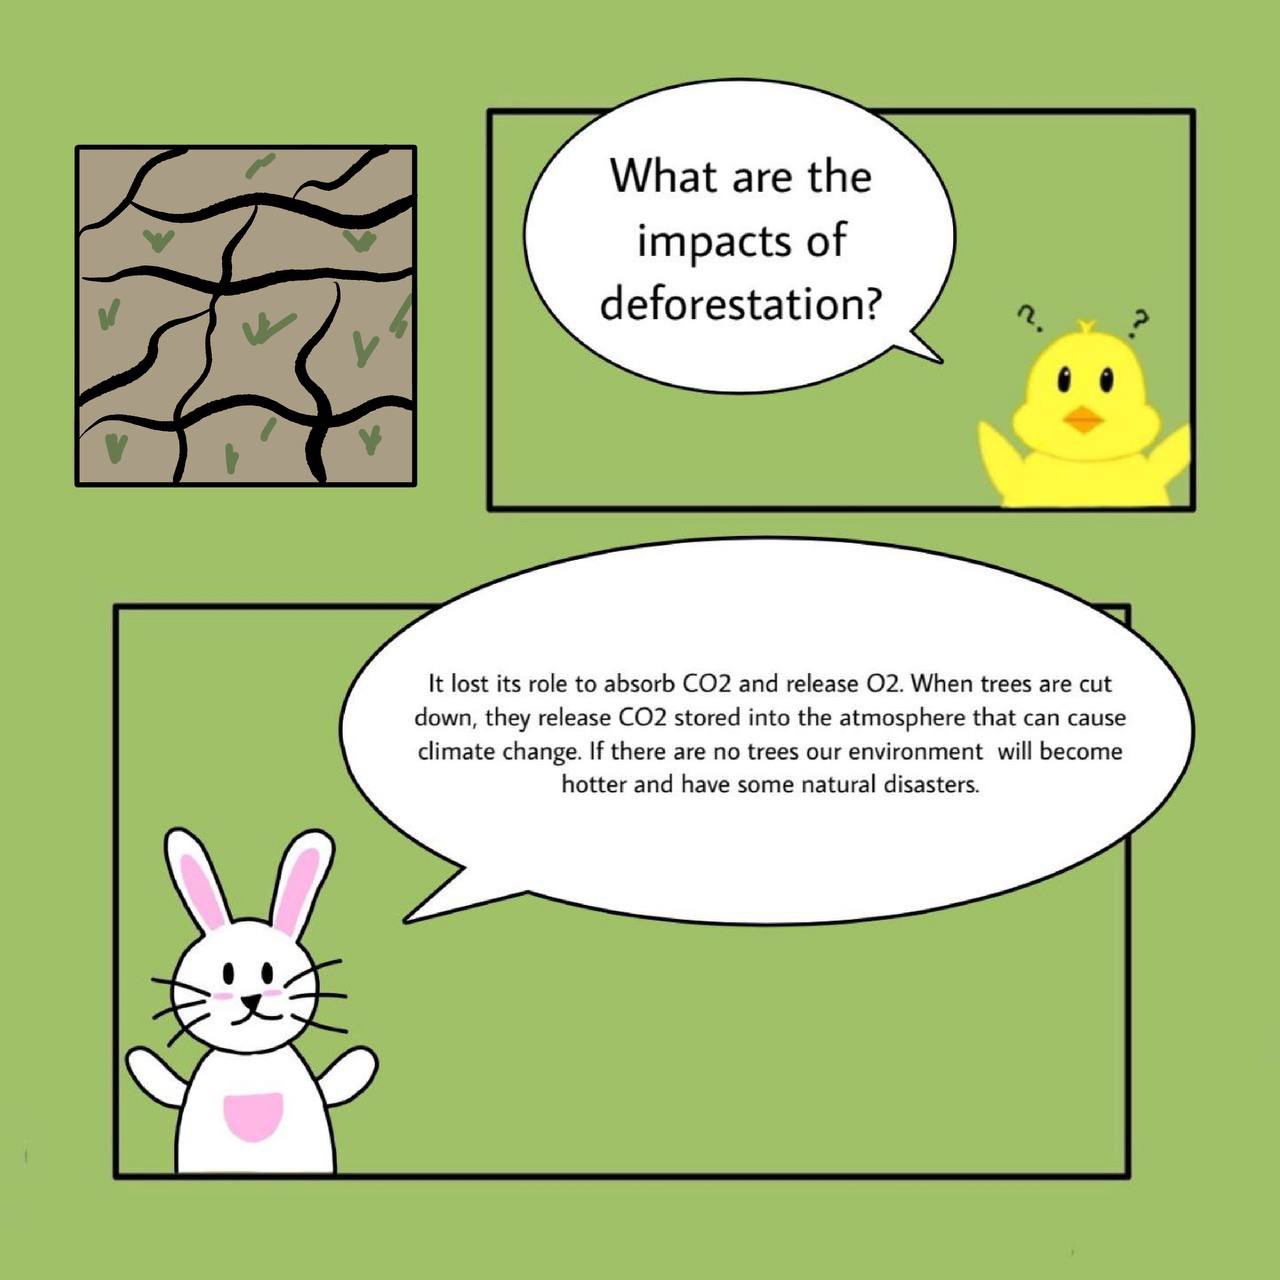 What are the
impacts of
deforestation?
? ?
It lost its role to absorb CO2 and release O2. When trees are cut
down, they release CO2 stored into the atmosphere that can cause
climate change. If there are no trees our environment  will become
hotter and have some natural disasters.